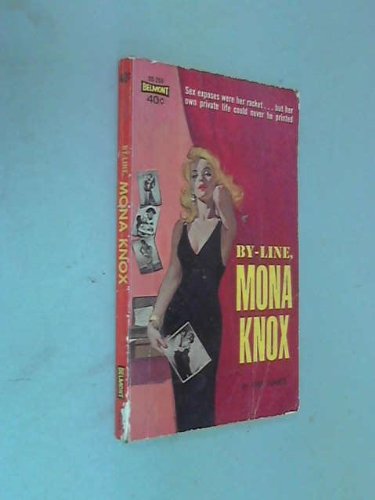 BELMONT
40¢
Sex exposes were her racket . . . but her
own private life could never be printed
BY-LINE,
MONA
KNOX
BY-LINE, MONA KNOX
BELMONT